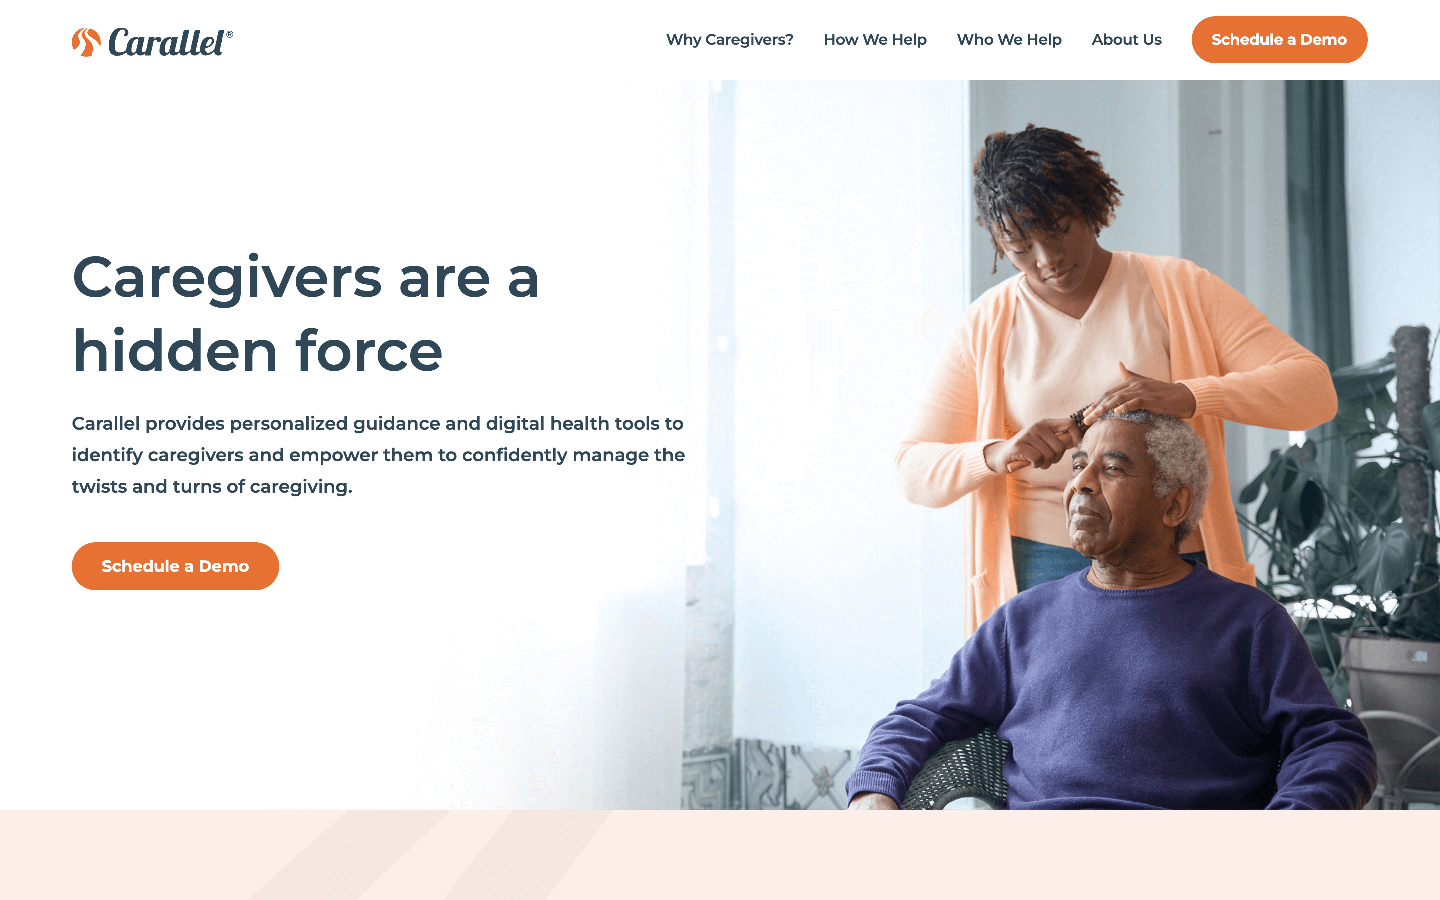 Carallel®
Why Caregivers? How We Help Who We Help About Us Schedule a Demo
Caregivers are a
hidden force
Carallel provides personalized guidance and digital health tools to
identify caregivers and empower them to confidently manage the
twists and turns of caregiving.
Schedule a Demo